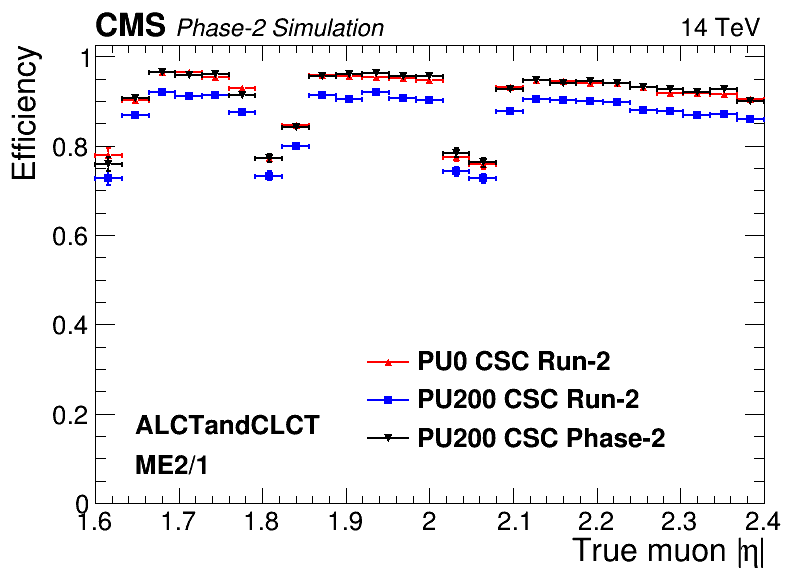 CMS Phase-2 Simulation 14 TeV
Efficiency
1
0.8
0.6
0.4
0.2
0
PU0 CSC Run-2
PU200 CSC Run-2
PU200 CSC Phase-2
ALCTandCLCT
ME2/1
1.6 1.7 1.8 1.9 2 2.1 2.2 2.3 2.4
True muon |η|